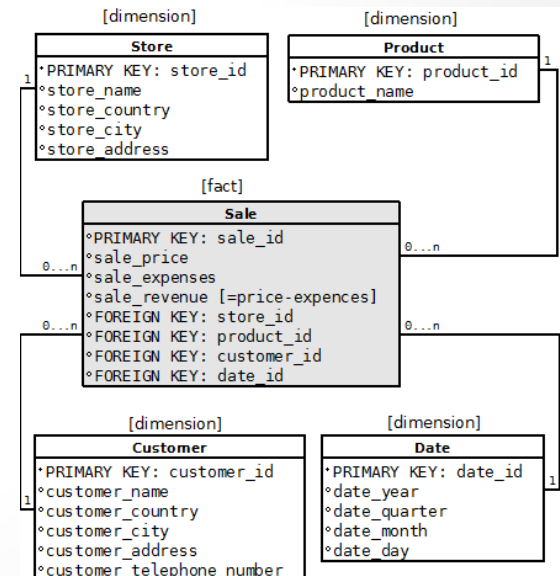 [dimension]
Store
PRIMARY KEY: store_id
store_name
store_country
store_city
store_address
1
[dimension]
Product
PRIMARY KEY: product_id
product_name
1
[fact]
Sale
PRIMARY KEY: sale_id
sale_price
sale_expenses
sale_revenue [=price-expences]
FOREIGN KEY: store_id
FOREIGN KEY: product_id
FOREIGN KEY: customer_id
FOREIGN KEY: date_id
0...n
0...n
0...n
0...n
[dimension]
Customer
PRIMARY KEY: customer_id
customer_name
customer_country
customer_city
customer_address
customer_telephone_number
1
[dimension]
Date
PRIMARY KEY: date_id
date_year
date_quarter
date_month
date_day
1